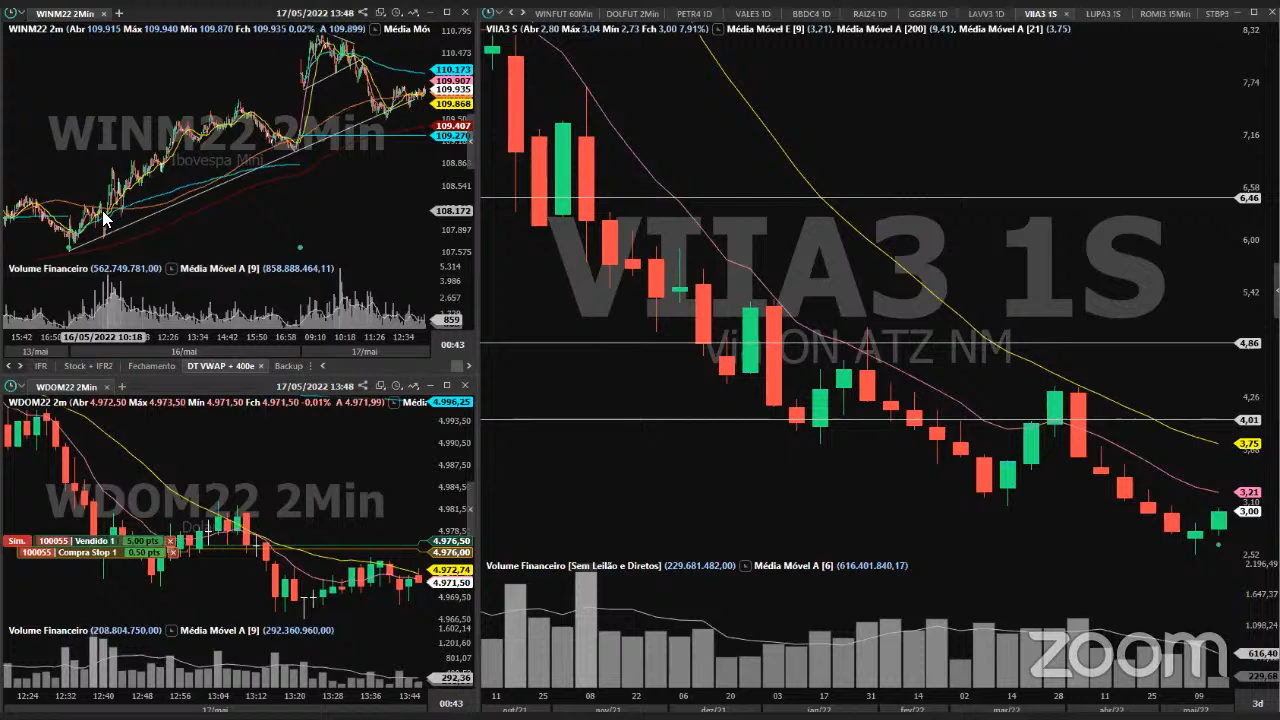 WINM22 2Min
17/05/2022 13:48
WINM22 2m (Abr 109.915 Máx 109.940 Mín 109.870 Fch 109.935 0,02% A 109.899) Média Móv
110.795
110.473
110.173
109.907
109.935
109.868
109.407
109.270
108.863
108.541
108.172
107.897
107.575
WINM22 2Min
Ibovespa Mini
Volume Financeiro (562.749.781,00) Média Móvel A [9] (858.888.464,11)
5.314
3.986
2.657
859
15:42 16:50 16/05/2022 10:18 12:26 13:34 14:42 15:50 16:58 09:10 10:18 11:26 12:34
00:43
13/mai 16/mai 17/mai
IFR Stock + IFR2 Fechamento DT VWAP + 400e Backup
WDOM22 2Min
17/05/2022 13:48
WDOM22 2m (Abr 4.972,50 Máx 4.973,50 Mín 4.971,50 Fch 4.971,50 -0,01% A 4.971,99) Média
4.996,25
4.993,50
4.990,50
4.987,50
4.984,50
4.981,50
4.978,50
4.976,50
4.976,00
4.972,74
4.971,50
4.969,50
4.966,50
WDOM22 2Min
Sim. 100055 Vendido 1 5,00 pts
100055 Compra Stop 1 0,50 pts
Volume Financeiro (208.804.750,00) Média Móvel A [9] (292.360.960,00)
1.602,14
1.201,60
801,07
292,36
12:24 12:32 12:40 12:48 12:56 13:04 13:12 13:20 13:28 13:36 13:44
00:43
17/mai
WINFUT 60Min DOLFUT 2Min PETR4 1D VALE3 1D BBDC4 1D RAIZ4 1D GGBR4 1D LAVV3 1D VIIA3 1S LUPA3 1S ROMI3 15Min STBP3
VIIA3 S (Abr 2,80 Máx 3,04 Mín 2,73 Fch 3,00 7,91%) Média Móvel E [9] (3,21), Média Móvel A [200] (9,41), Média Móvel A [21] (3,75)
8,32
7,74
7,16
6,58
6,46
6,00
5,42
4,86
4,26
4,01
3,75
3,21
3,10
3,00
2,52
VIIA3 1S
ATZ NM
Volume Financeiro [Sem Leilão e Diretos] (229.681.482,00) Média Móvel A [6] (616.401.840,17)
2.196,49
1.647,37
1.098,24
616,40
229,68
zoom
11 25 08 22 06 20 03 17 31 14 02 14 28 11 25 09
3d
out/21 nov/21 dez/21 jan/22 fev/22 mar/22 abr/22 mai/22